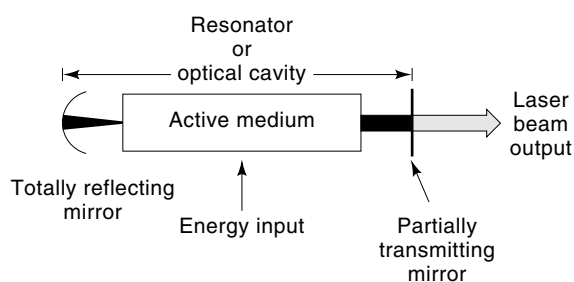 Resonator
or
optical cavity
Active medium
Laser
beam
output
Totally reflecting
mirror
Energy input
Partially
transmitting
mirror